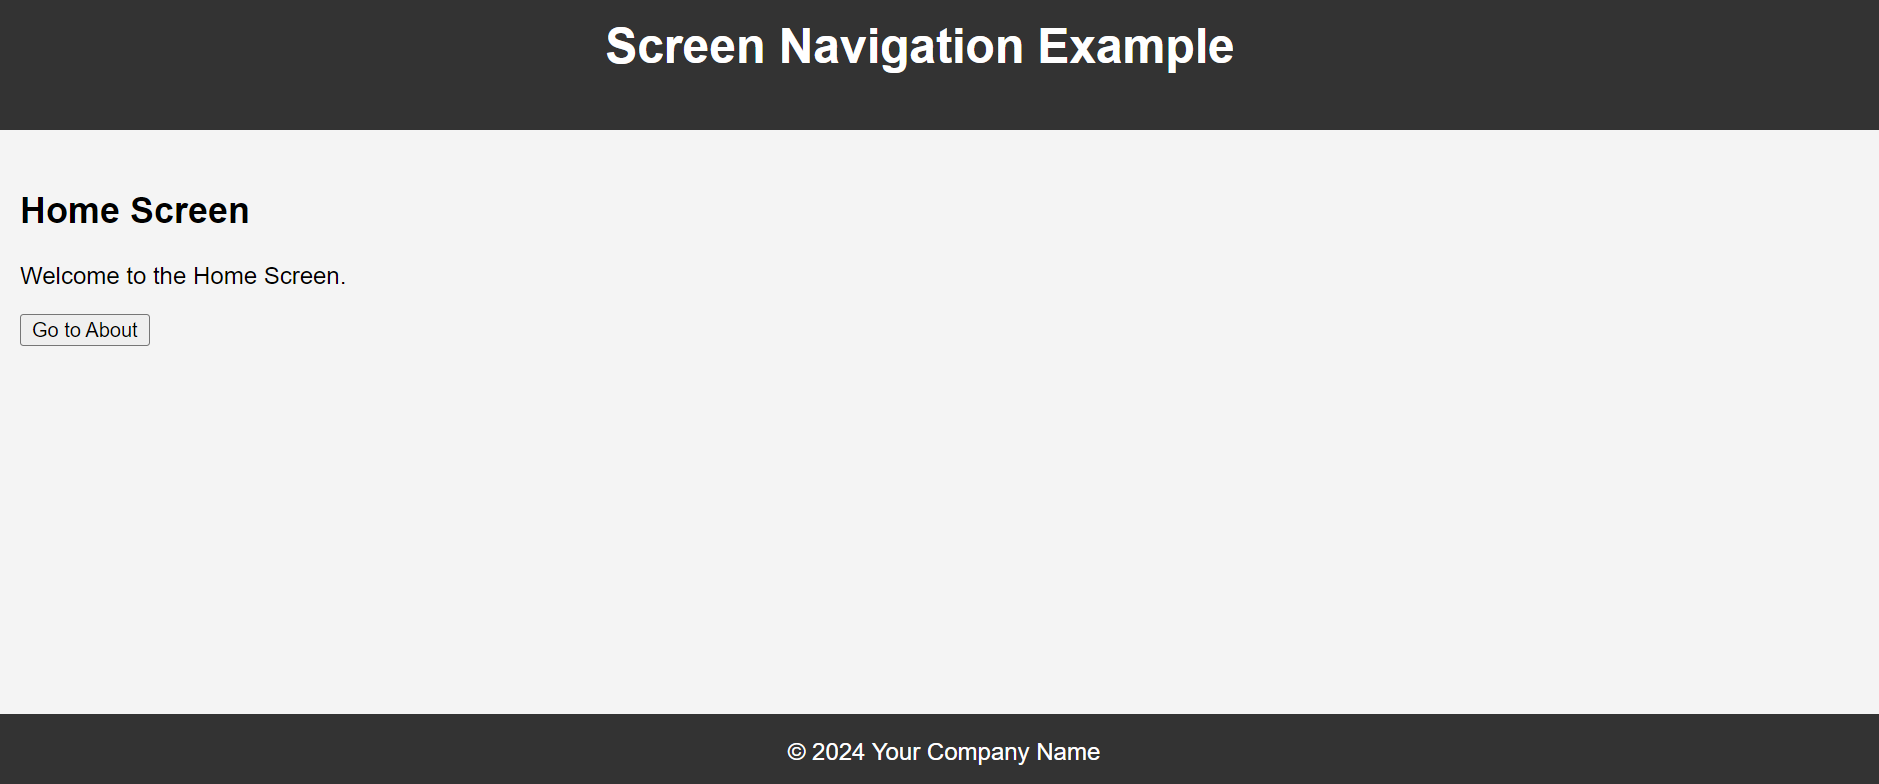 Screen Navigation Example
Home Screen
Welcome to the Home Screen.
Go to About
© 2024 Your Company Name